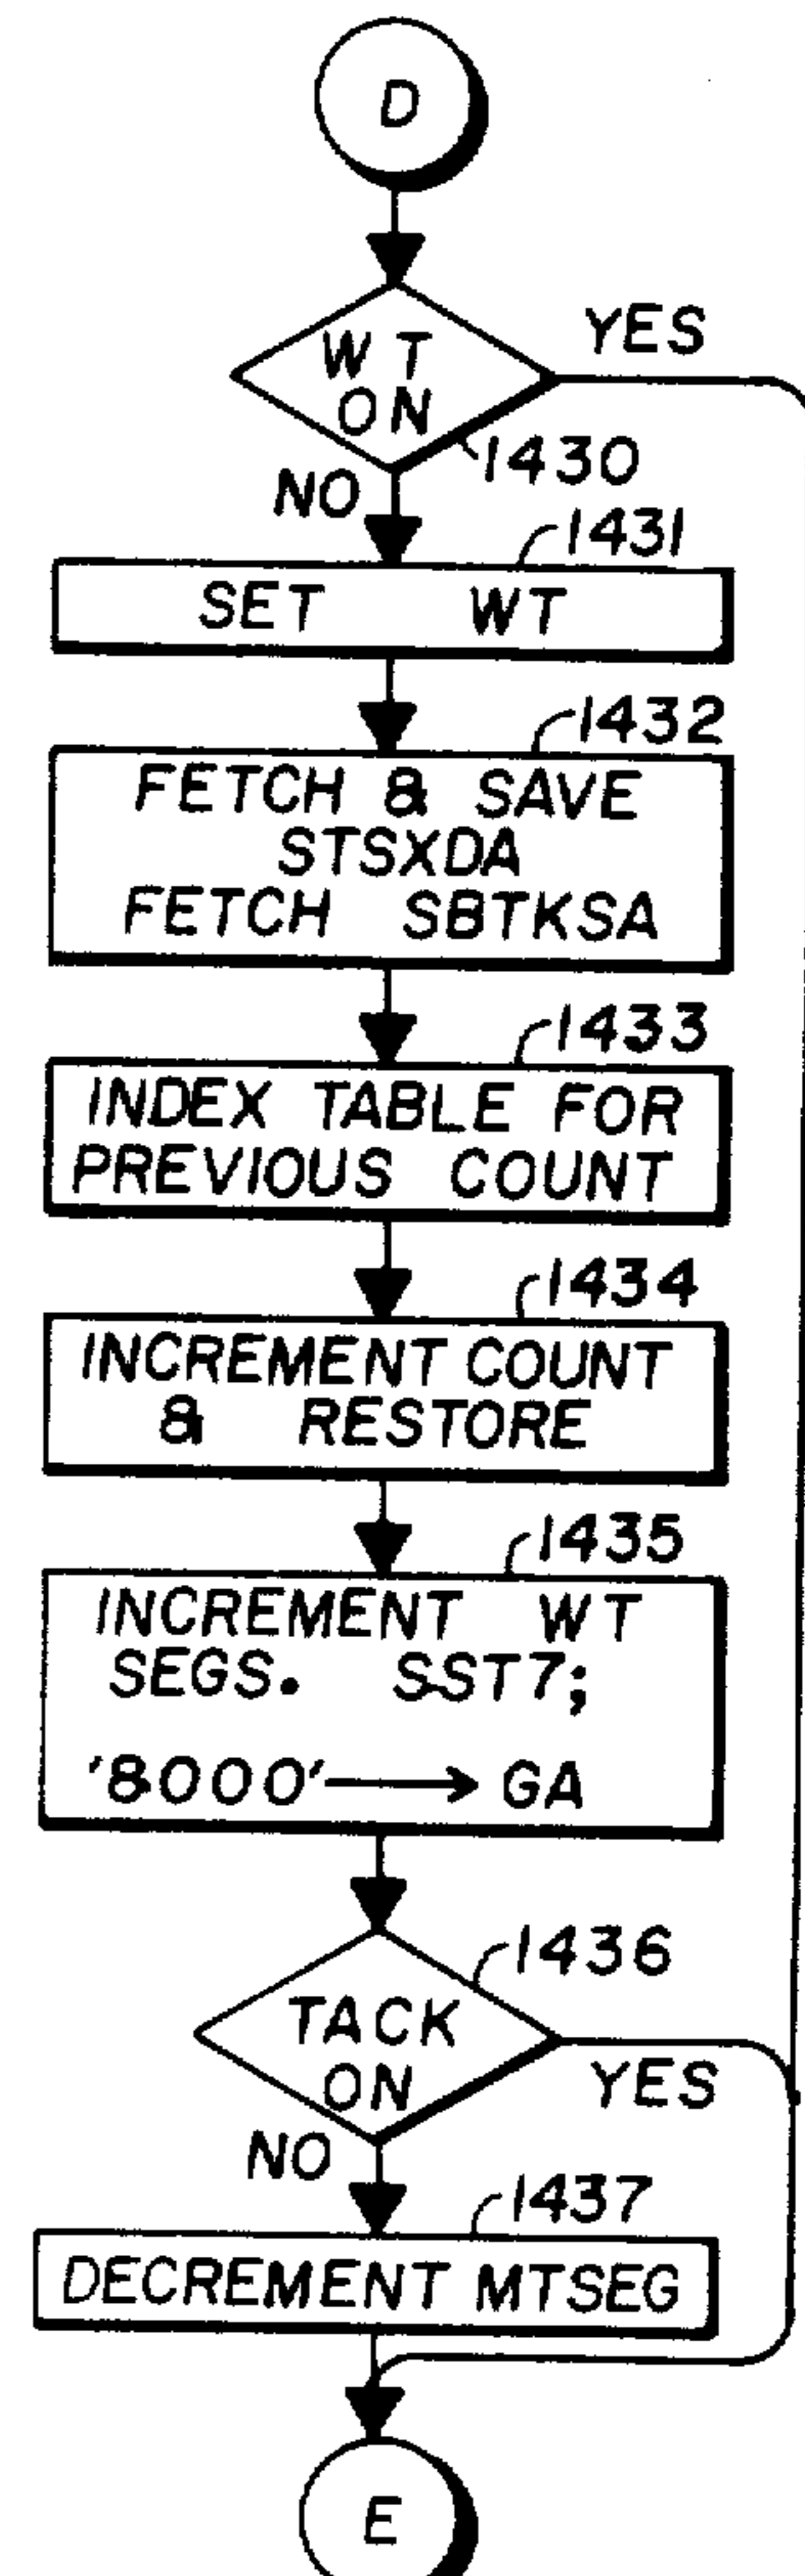 D
WT
ON
YES
1430
NO
1431
SET WT
1432
FETCH & SAVE
STSXDA
FETCH SBTKSA
1433
INDEX TABLE FOR
PREVIOUS COUNT
1434
INCREMENT COUNT
& RESTORE
1435
INCREMENT WT
SEGS. SST7;
'8000'→GA
1436
TACK
ON
YES
NO
1437
DECREMENT MTSEG
E